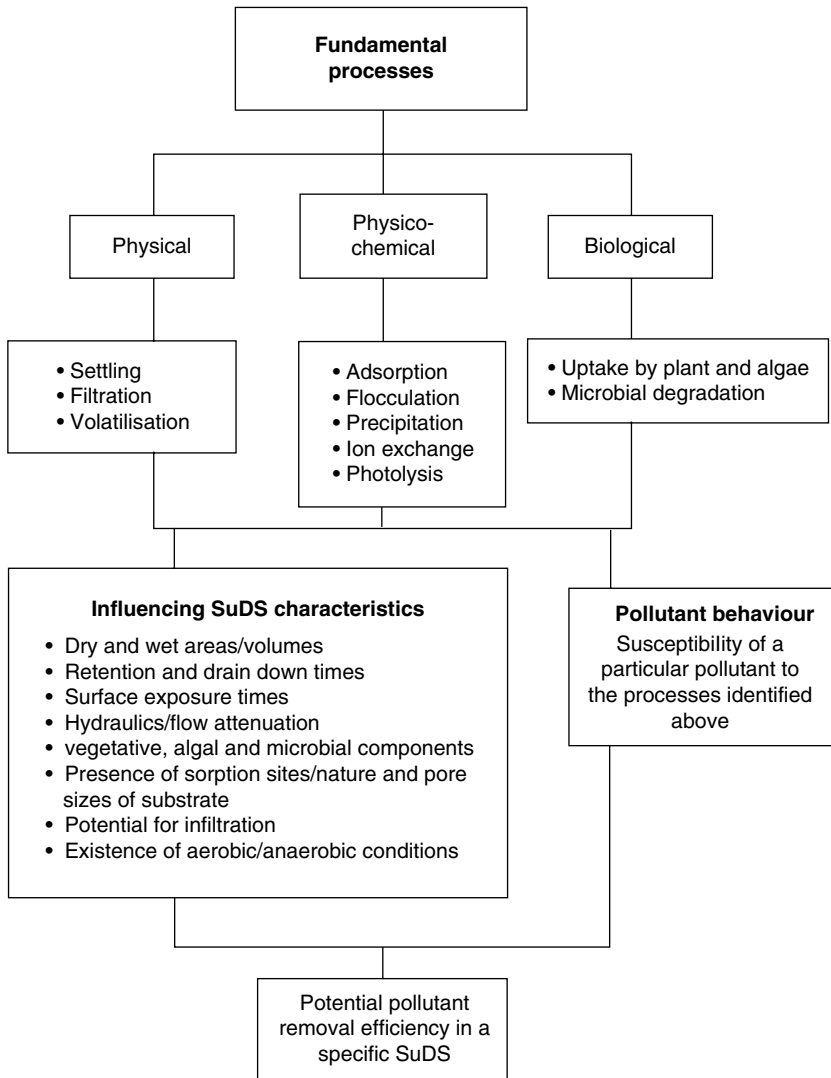 Fundamental
processes
Physical
Physico-
chemical
Biological
• Settling
• Filtration
• Volatilisation
• Adsorption
• Flocculation
• Precipitation
• Ion exchange
• Photolysis
• Uptake by plant and algae
• Microbial degradation
Influencing SuDS characteristics
• Dry and wet areas/volumes
• Retention and drain down times
• Surface exposure times
• Hydraulics/flow attenuation
• vegetative, algal and microbial components
• Presence of sorption sites/nature and pore
sizes of substrate
• Potential for infiltration
• Existence of aerobic/anaerobic conditions
Pollutant behaviour
Susceptibility of a
particular pollutant to
the processes identified
above
Potential pollutant
removal efficiency in a
specific SuDS